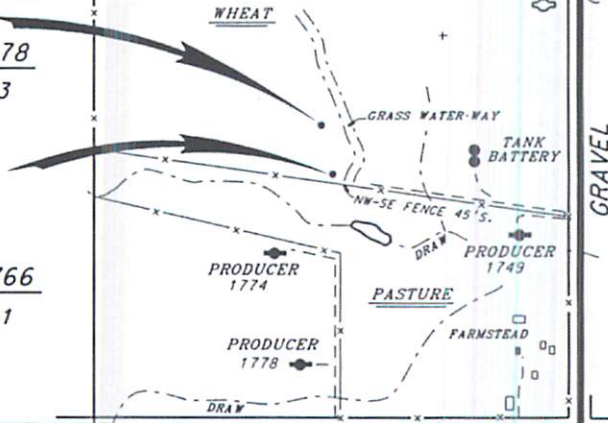 WHEAT
78
3
GRASS WATER-WAY
TANK
BATTERY
GRAVEL
NW-SE FENCE 45'S.
DRAW
PRODUCER
1749
PRODUCER
1774
766
1
PASTURE
FARMSTEAD
PRODUCER
1778
DRAW